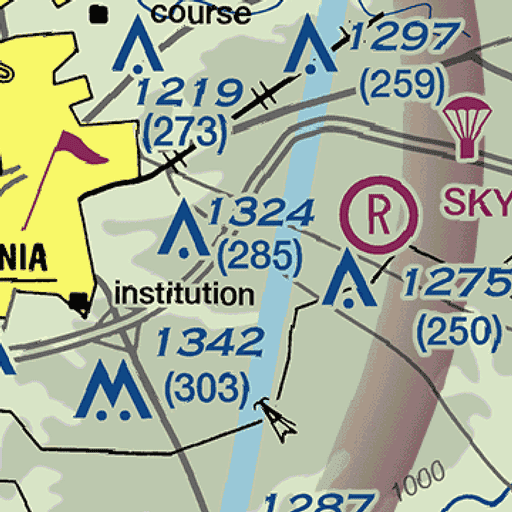 course
1297
(259)
1219
(273)
R
SKY
1324
(285)
NIA
institution
1275
(250)
1342
(303)
1287
1000